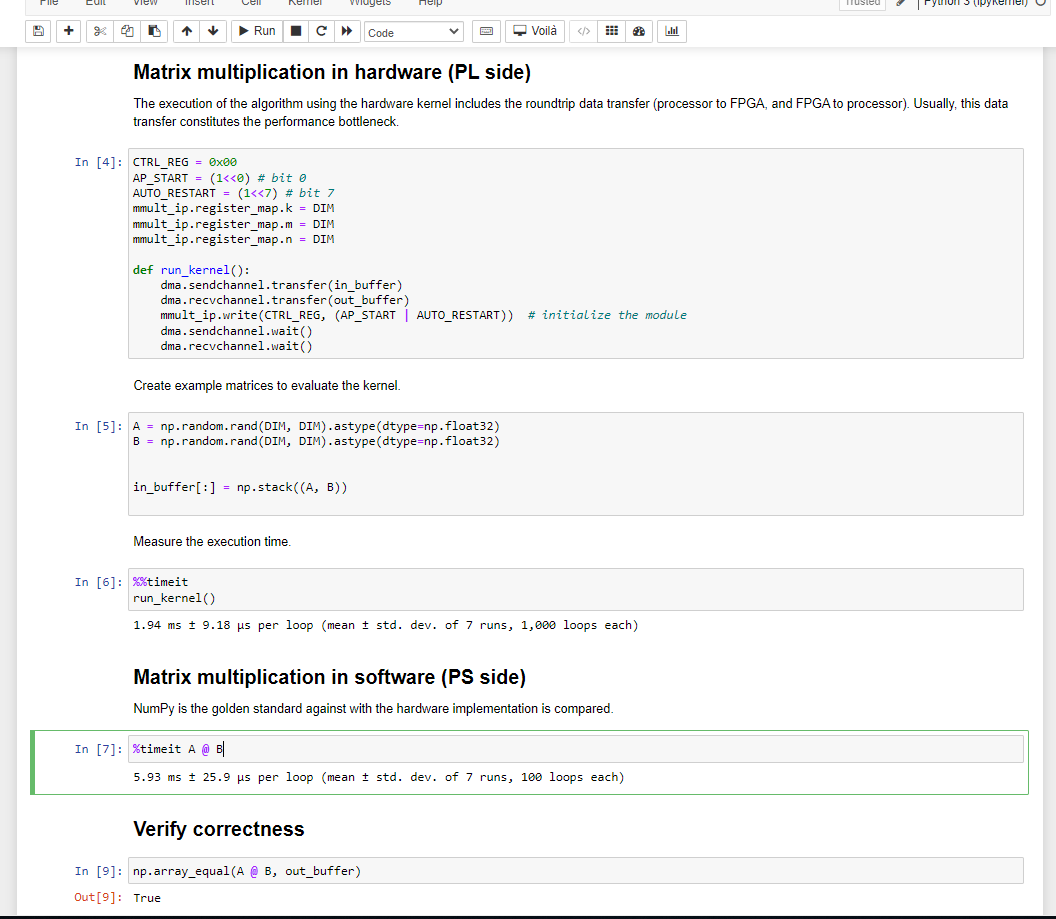 File Edit View Insert Cell Kernel Widgets Help Trusted Python 3 (ipykernel)
Run Code Voilà
Matrix multiplication in hardware (PL side)
The execution of the algorithm using the hardware kernel includes the roundtrip data transfer (processor to FPGA, and FPGA to processor). Usually, this data
transfer constitutes the performance bottleneck.
In [4]: CTRL_REG = 0x00
AP_START = (1<<0) # bit 0
AUTO_RESTART = (1<<7) # bit 7
mmult_ip.register_map.k = DIM
mmult_ip.register_map.m = DIM
mmult_ip.register_map.n = DIM
def run_kernel():
    dma.sendchannel.transfer(in_buffer)
    dma.recvchannel.transfer(out_buffer)
    mmult_ip.write(CTRL_REG, (AP_START | AUTO_RESTART))  # initialize the module
    dma.sendchannel.wait()
    dma.recvchannel.wait()
Create example matrices to evaluate the kernel.
In [5]: A = np.random.rand(DIM, DIM).astype(dtype=np.float32)
B = np.random.rand(DIM, DIM).astype(dtype=np.float32)
in_buffer[:] = np.stack((A, B))
Measure the execution time.
In [6]: %%timeit
run_kernel()
1.94 ms ± 9.18 µs per loop (mean ± std. dev. of 7 runs, 1,000 loops each)
Matrix multiplication in software (PS side)
NumPy is the golden standard against with the hardware implementation is compared.
In [7]: %timeit A @ B
5.93 ms ± 25.9 µs per loop (mean ± std. dev. of 7 runs, 100 loops each)
Verify correctness
In [9]: np.array_equal(A @ B, out_buffer)
Out[9]: True